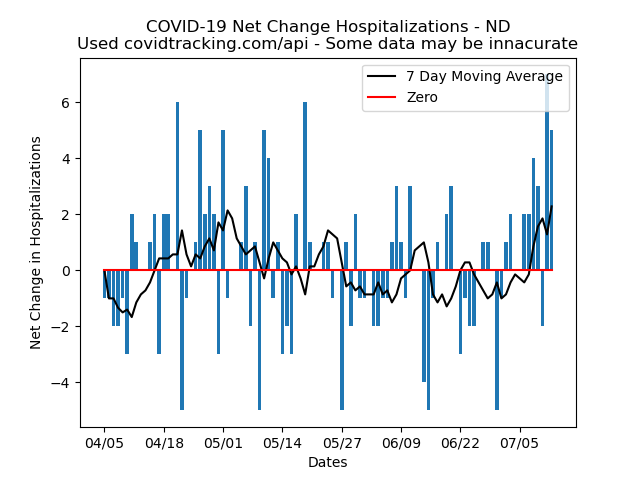 COVID-19 Net Change Hospitalizations - ND
Used covidtracking.com/api - Some data may be innacurate
7 Day Moving Average
Zero
Net Change in Hospitalizations
6
4
2
0
−2
−4
04/05 04/18 05/01 05/14 05/27 06/09 06/22 07/05
Dates